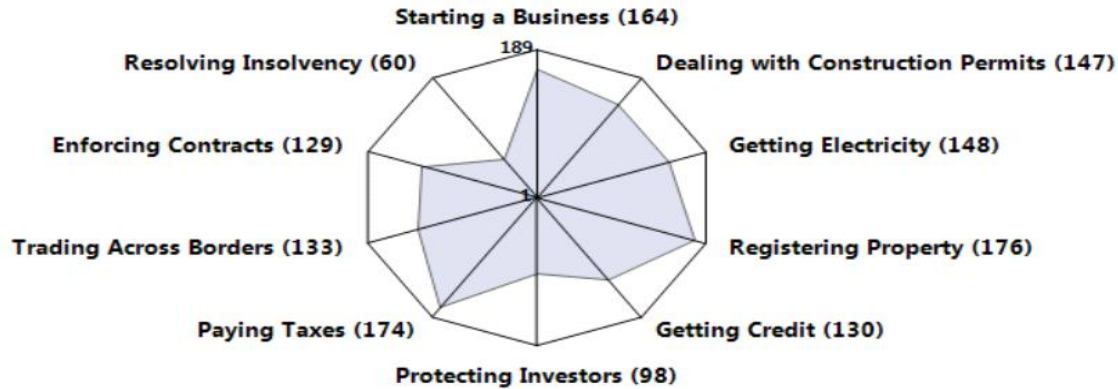 Starting a Business (164)
189
Resolving Insolvency (60)
Dealing with Construction Permits (147)
Enforcing Contracts (129)
Getting Electricity (148)
1
Trading Across Borders (133)
Registering Property (176)
Paying Taxes (174)
Getting Credit (130)
Protecting Investors (98)